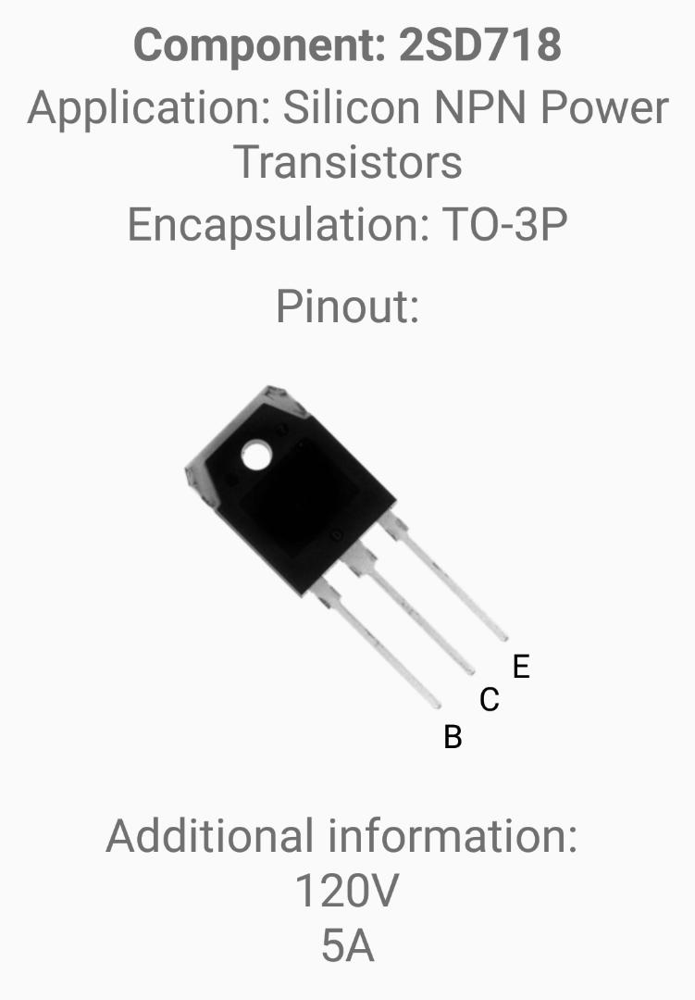 Component: 2SD718
Application: Silicon NPN Power
Transistors
Encapsulation: TO-3P
Pinout:
E
C
B
Additional information:
120V
5A